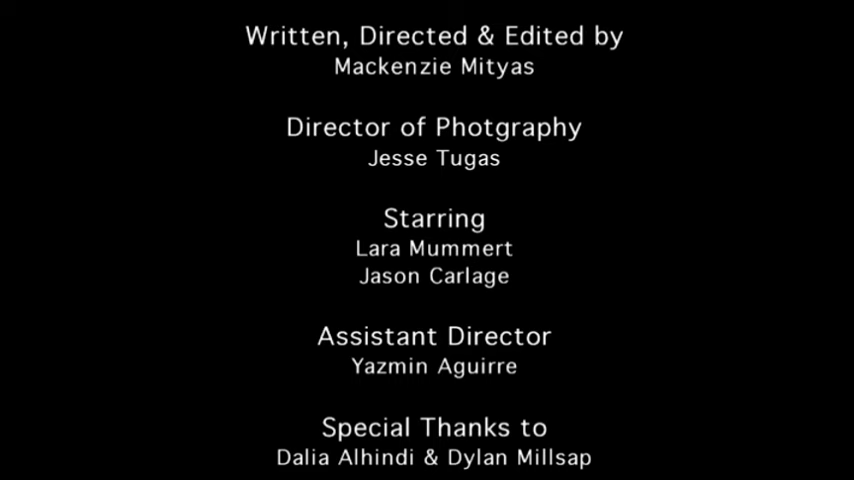 Written, Directed & Edited by
Mackenzie Mityas
Director of Photgraphy
Jesse Tugas
Starring
Lara Mummert
Jason Carlage
Assistant Director
Yazmin Aguirre
Special Thanks to
Dalia Alhindi & Dylan Millsap